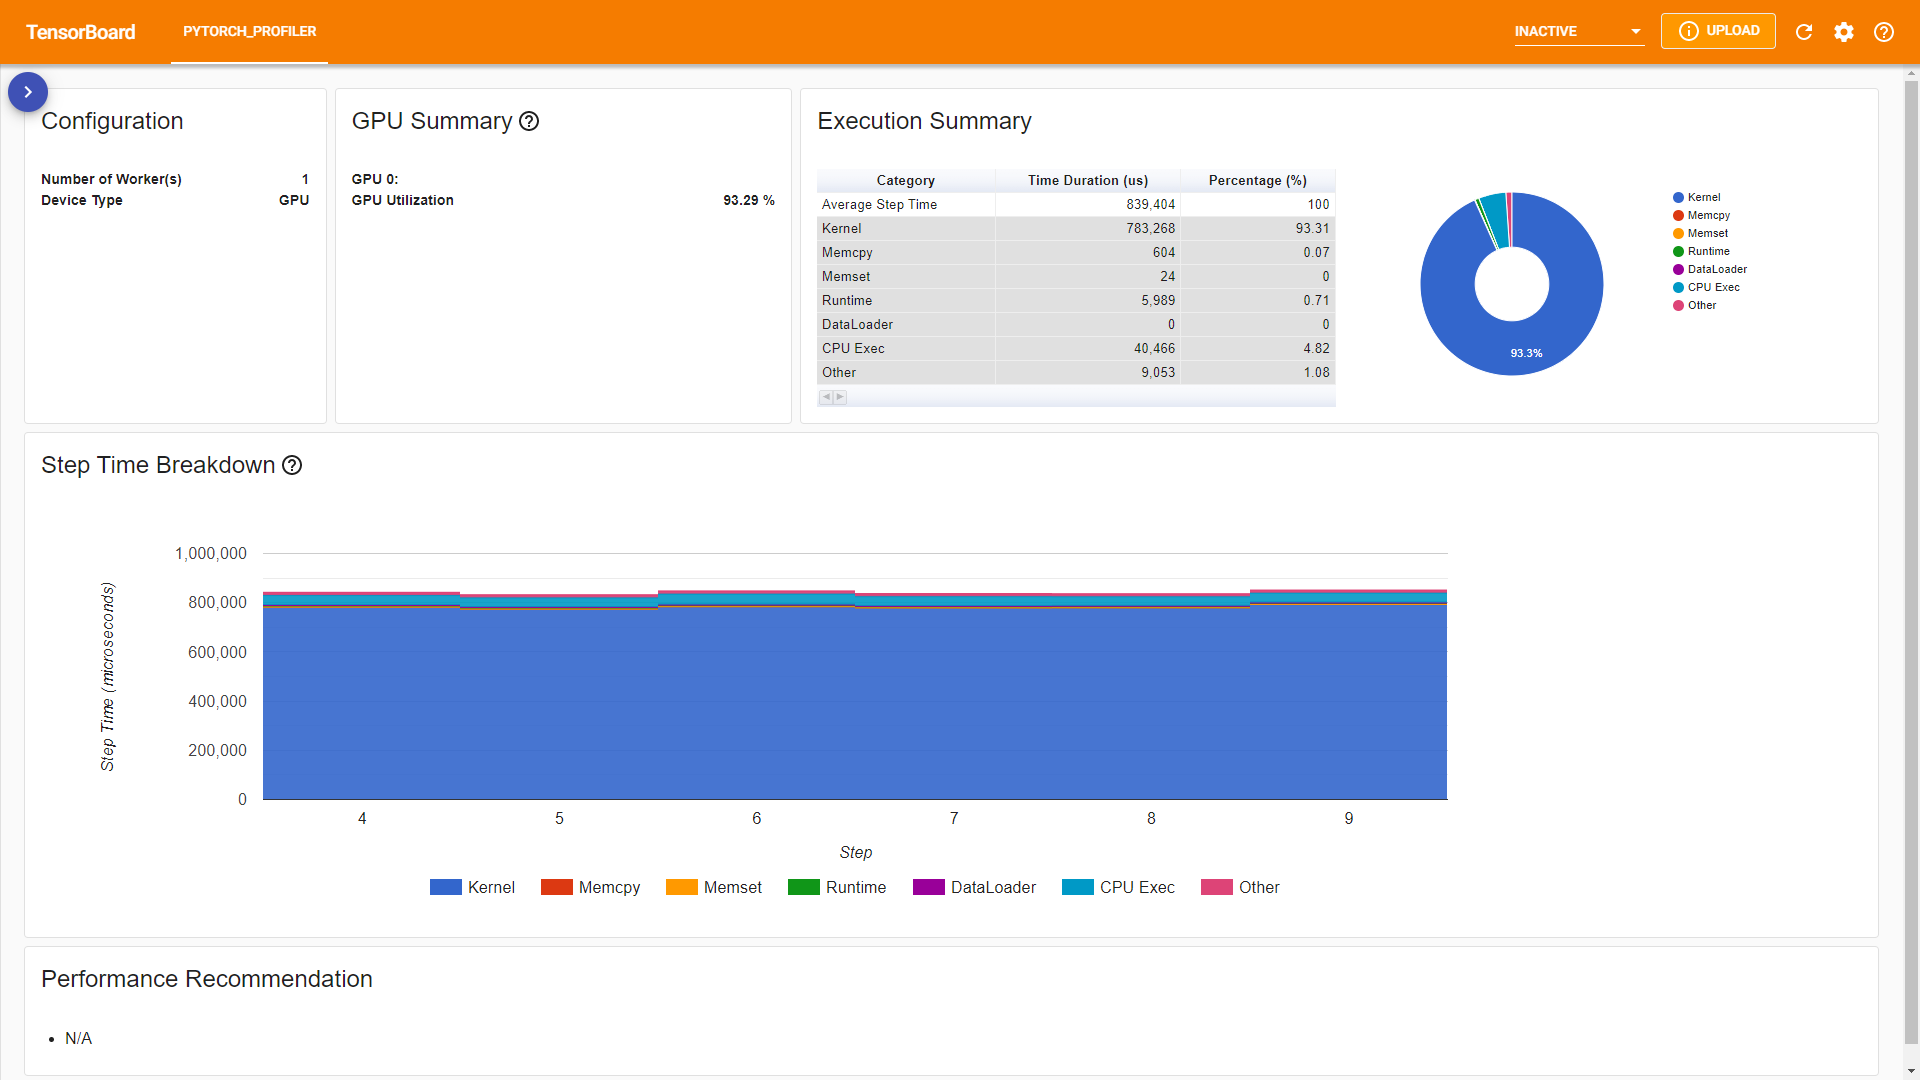 TensorBoard
PYTORCH_PROFILER
INACTIVE
UPLOAD
Configuration
Number of Worker(s) 1
Device Type GPU
GPU Summary
GPU 0:
GPU Utilization 93.29 %
Execution Summary
Category Time Duration (us) Percentage (%)
Average Step Time 839,404 100
Kernel 783,268 93.31
Memcpy 604 0.07
Memset 24 0
Runtime 5,989 0.71
DataLoader 0 0
CPU Exec 40,466 4.82
Other 9,053 1.08
93.3%
Kernel
Memcpy
Memset
Runtime
DataLoader
CPU Exec
Other
Step Time Breakdown
Step Time (microseconds)
1,000,000
800,000
600,000
400,000
200,000
0
4 5 6 7 8 9
Step
Kernel Memcpy Memset Runtime DataLoader CPU Exec Other
Performance Recommendation
• N/A